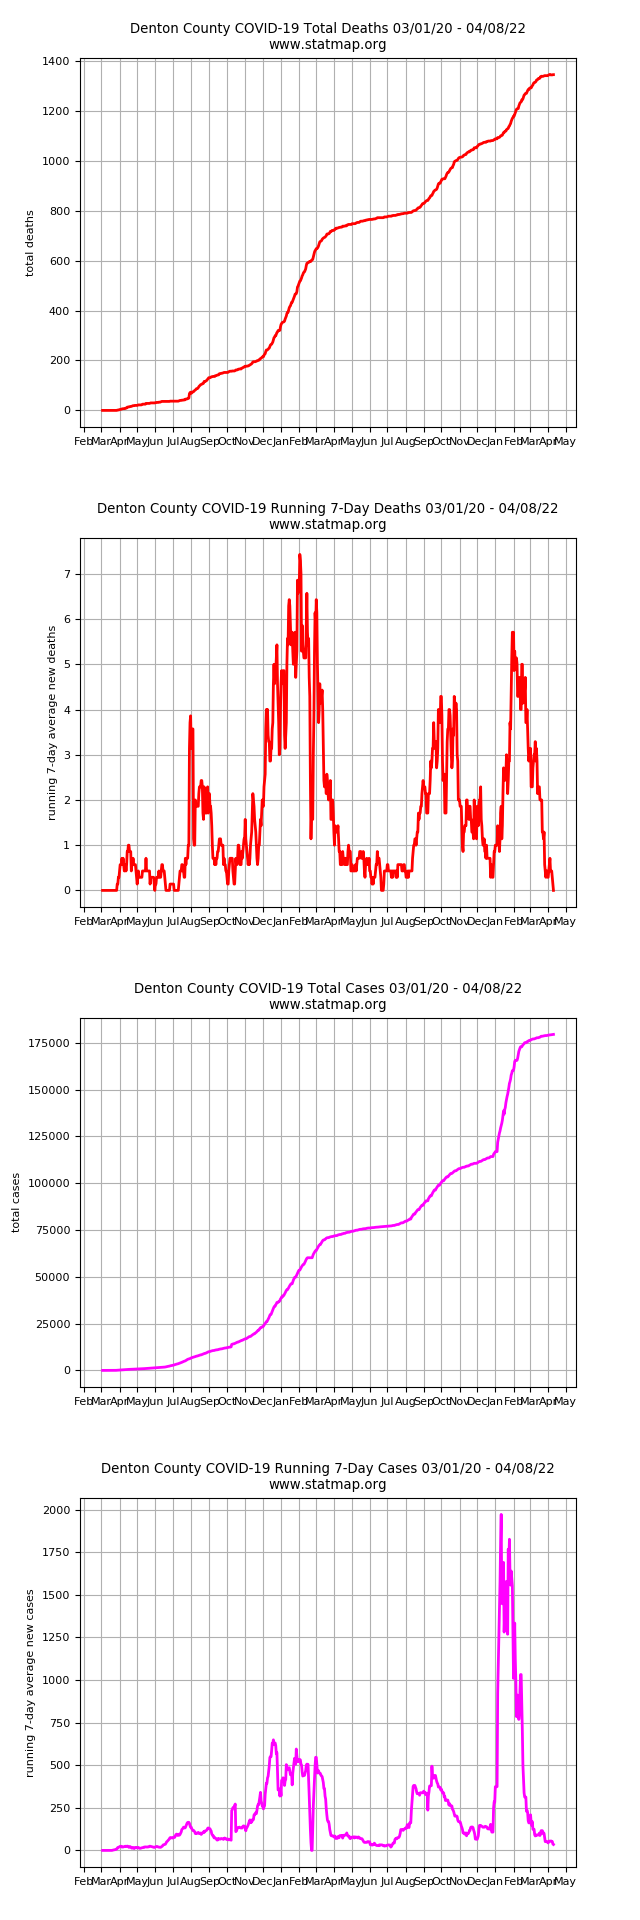 Denton County COVID-19 Total Deaths 03/01/20 - 04/08/22
www.statmap.org
1400
1200
1000
800
600
400
200
0
total deaths
Feb Mar Apr May Jun Jul Aug Sep Oct Nov Dec Jan Feb Mar Apr May Jun Jul Aug Sep Oct Nov Dec Jan Feb Mar Apr May
Denton County COVID-19 Running 7-Day Deaths 03/01/20 - 04/08/22
www.statmap.org
7
6
5
4
3
2
1
0
running 7-day average new deaths
Feb Mar Apr May Jun Jul Aug Sep Oct Nov Dec Jan Feb Mar Apr May Jun Jul Aug Sep Oct Nov Dec Jan Feb Mar Apr May
Denton County COVID-19 Total Cases 03/01/20 - 04/08/22
www.statmap.org
175000
150000
125000
100000
75000
50000
25000
0
total cases
Feb Mar Apr May Jun Jul Aug Sep Oct Nov Dec Jan Feb Mar Apr May Jun Jul Aug Sep Oct Nov Dec Jan Feb Mar Apr May
Denton County COVID-19 Running 7-Day Cases 03/01/20 - 04/08/22
www.statmap.org
2000
1750
1500
1250
1000
750
500
250
0
running 7-day average new cases
Feb Mar Apr May Jun Jul Aug Sep Oct Nov Dec Jan Feb Mar Apr May Jun Jul Aug Sep Oct Nov Dec Jan Feb Mar Apr May